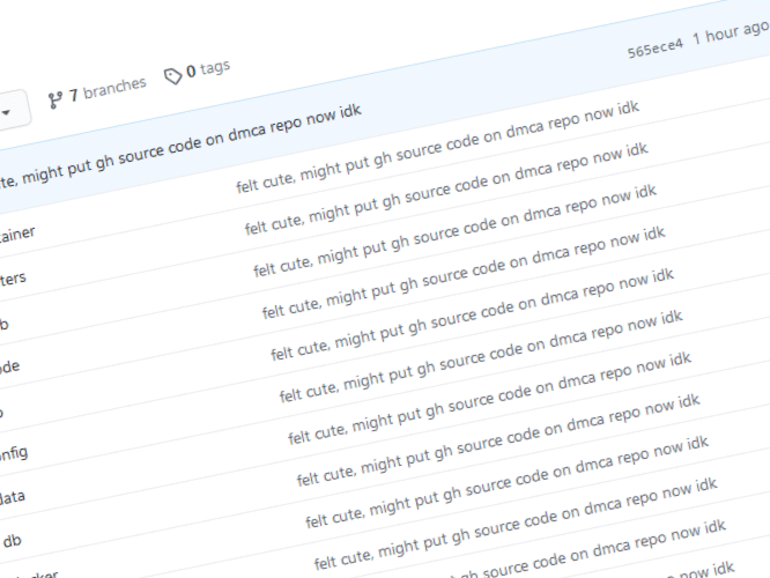 7 branches 0 tags
te, might put gh source code on dmca repo now idk 565ece4 1 hour ago
ainer felt cute, might put gh source code on dmca repo now idk
ters felt cute, might put gh source code on dmca repo now idk
b felt cute, might put gh source code on dmca repo now idk
ode felt cute, might put gh source code on dmca repo now idk
felt cute, might put gh source code on dmca repo now idk
nfig felt cute, might put gh source code on dmca repo now idk
data felt cute, might put gh source code on dmca repo now idk
db felt cute, might put gh source code on dmca repo now idk
ker felt cute, might put gh source code on dmca repo now idk
felt cute, might put gh source code on dmca repo now idk
gh source code on dmca repo now idk
po now idk